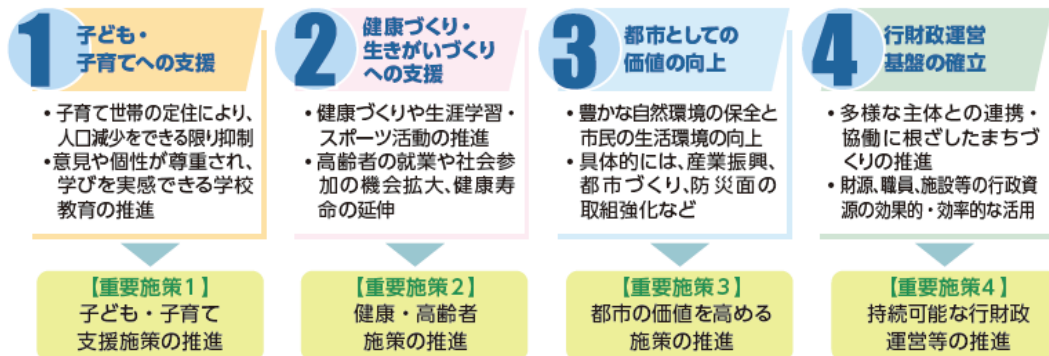 1 子ども・
子育てへの支援
・子育て世帯の定住により、
人口減少をできる限り抑制
・意見や個性が尊重され、
学びを実感できる学校
教育の推進
【重要施策1】
子ども・子育て
支援施策の推進
2 健康づくり・
生きがいづくり
への支援
・健康づくりや生涯学習・
スポーツ活動の推進
・高齢者の就業や社会参
加の機会拡大、健康寿
命の延伸
【重要施策2】
健康・高齢者
施策の推進
3 都市としての
価値の向上
・豊かな自然環境の保全と
市民の生活環境の向上
・具体的には、産業振興、
都市づくり、防災面の
取組強化など
【重要施策3】
都市の価値を高める
施策の推進
4 行財政運営
基盤の確立
・多様な主体との連携・
協働に根ざしたまちづ
くりの推進
・財源、職員、施設等の行政資
源の効果的・効率的な活用
【重要施策4】
持続可能な行財政
運営等の推進